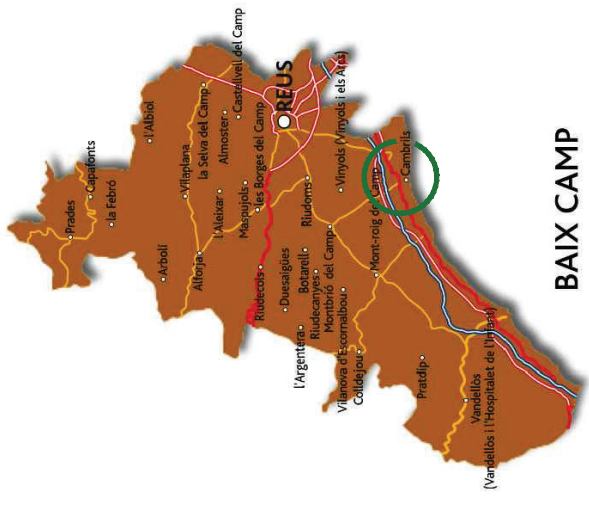 Prades
Capafonts
la Febró
l'Albiol
Arbolí
Vilaplana
la Selva del Camp
Castellvell del Camp
Almoster
l'Aleixar
Alforja
Maspujols
les Borges del Camp
REUS
Riudecols
Duesaigües
Botarell
Riudoms
Vinyols (Vinyols i els Arcs)
l'Argentera
Riudecanyes
Montbrió del Camp
Vilanova d'Escornalbou
Colldejou
Mont-roig del Camp
Cambrils
Pratdip
Vandellòs
(Vandellòs i l'Hospitalet de l'Infant)
BAIX CAMP